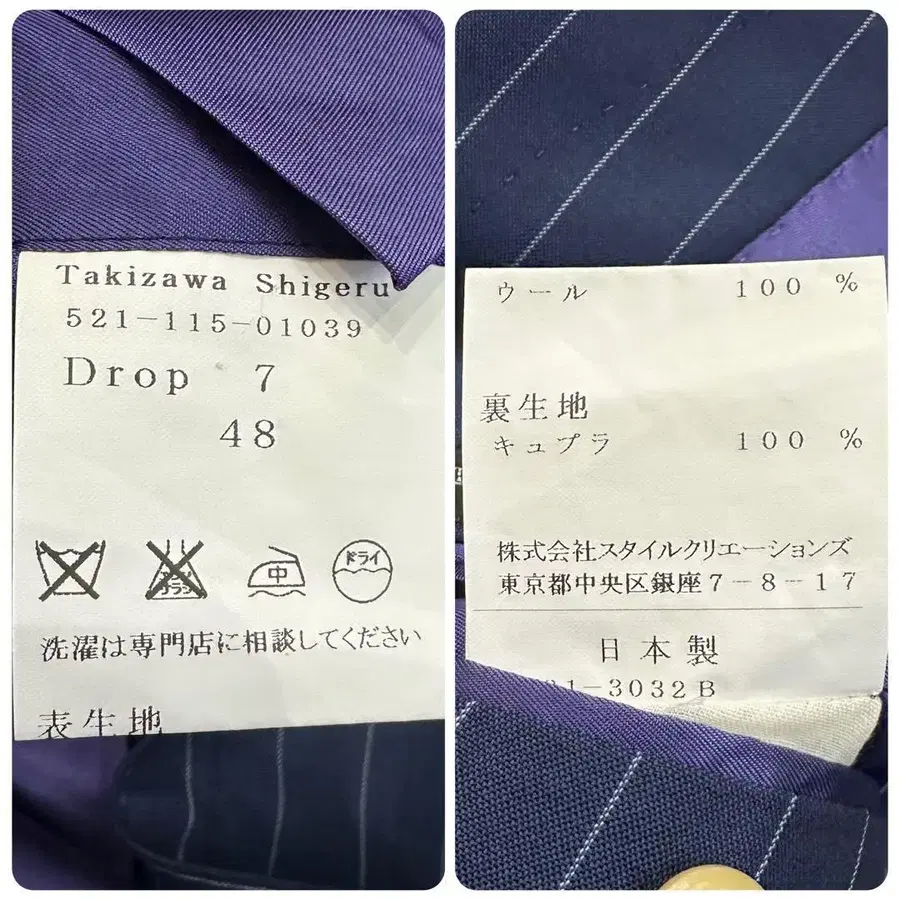 Takizawa Shigeru
521-115-01039
Drop 7
48
中
ドライ
洗濯は専門店に相談してください
表生地
ウール 100 %
裏生地
キュプラ 100 %
株式会社スタイルクリエーションズ
東京都中央区銀座7-8-17
日本製
1-3032B